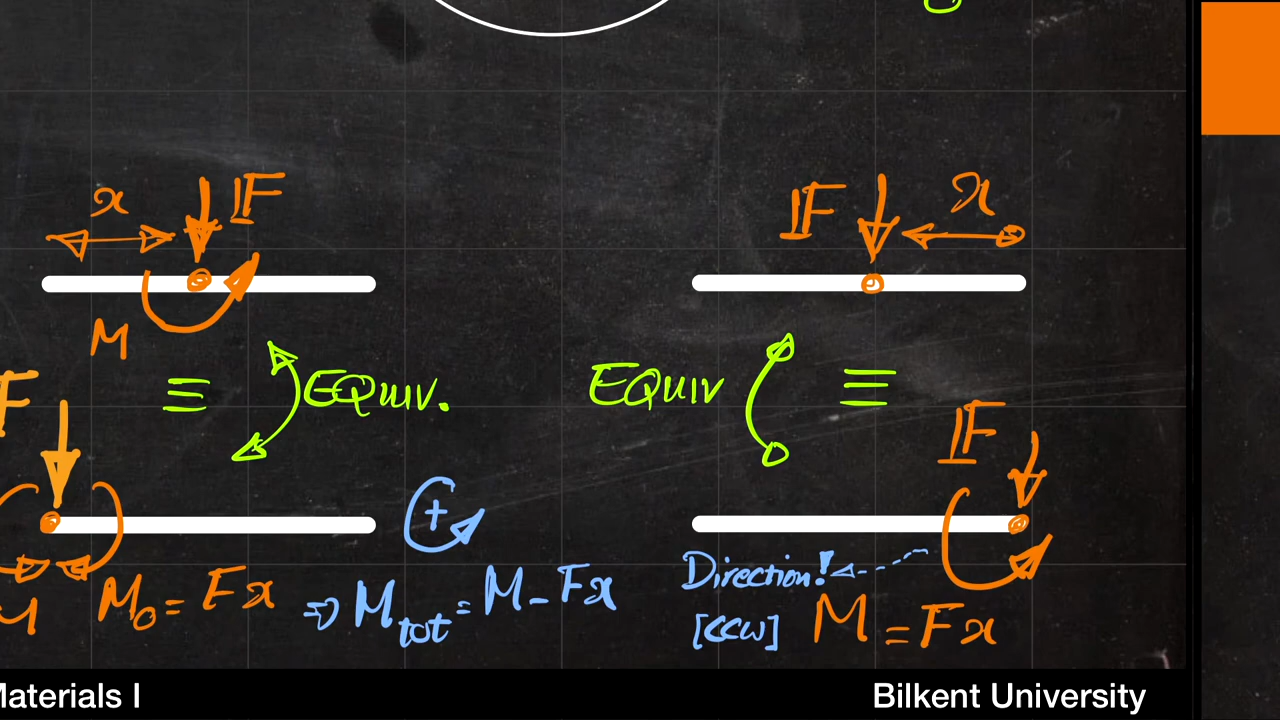 x F
F x
M
EQUIV.
EQUIV
≡
≡
F
F
+
M
M₀ = Fx
⇒ M_tot = M - Fx
Direction!
[CCW]
M = Fx
Materials I
Bilkent University